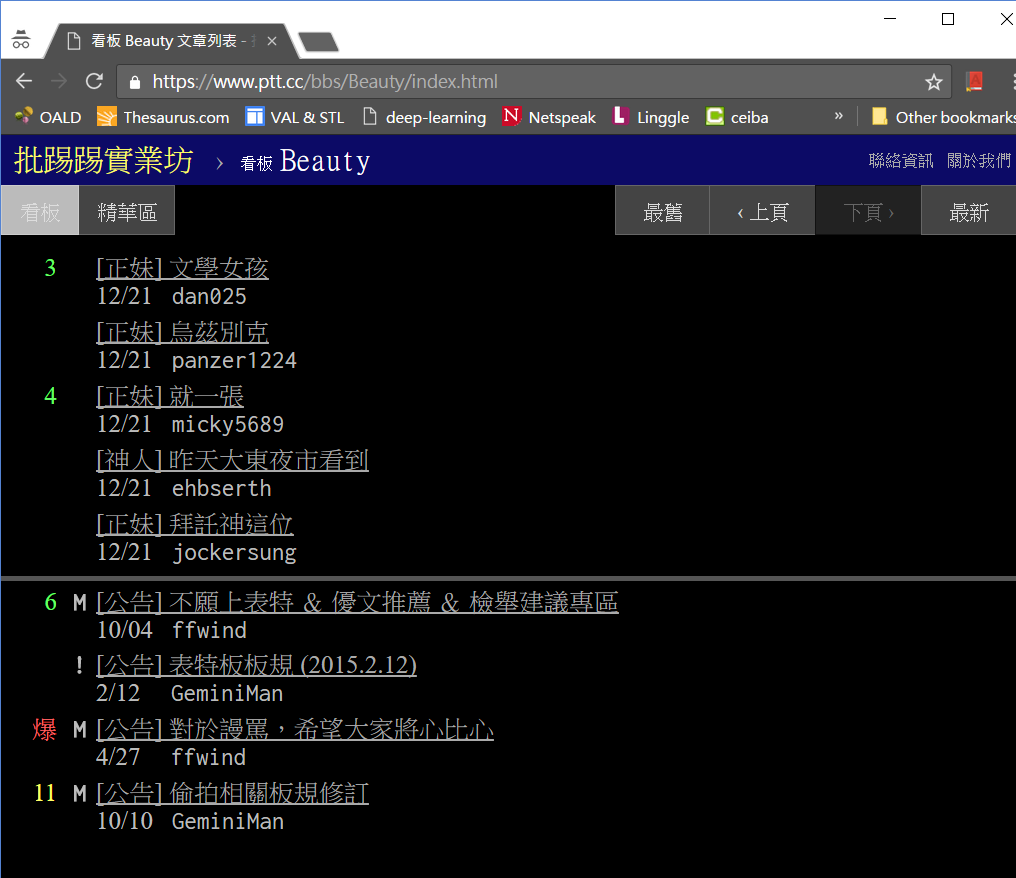 看板 Beauty 文章列表 -
https://www.ptt.cc/bbs/Beauty/index.html
OALD Thesaurus.com VAL & STL deep-learning N Netspeak L Linggle C ceiba » Other bookmarks
批踢踢實業坊 › 看板 Beauty 聯絡資訊 關於我們
看板 精華區 最舊 ‹ 上頁 下頁 › 最新
3 [正妹] 文學女孩
12/21 dan025
[正妹] 烏茲別克
12/21 panzer1224
4 [正妹] 就一張
12/21 micky5689
[神人] 昨天大東夜市看到
12/21 ehbserth
[正妹] 拜託神這位
12/21 jockersung
6 M [公告] 不願上表特 ＆ 優文推薦 ＆ 檢舉建議專區
10/04 ffwind
! [公告] 表特板板規 (2015.2.12)
2/12 GeminiMan
爆 M [公告] 對於謾罵，希望大家將心比心
4/27 ffwind
11 M [公告] 偷拍相關板規修訂
10/10 GeminiMan